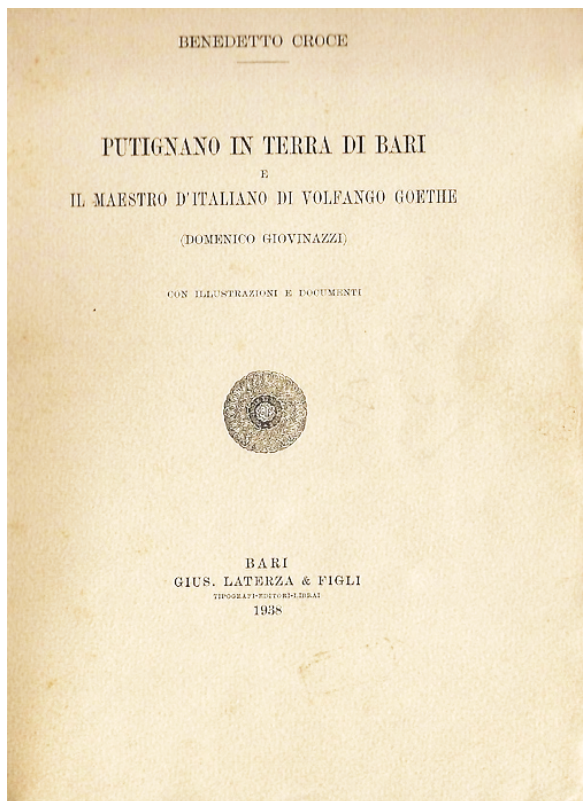 BENEDETTO CROCE
PUTIGNANO IN TERRA DI BARI
E
IL MAESTRO D'ITALIANO DI VOLFANGO GOETHE
(DOMENICO GIOVINAZZI)
CON ILLUSTRAZIONI E DOCUMENTI
BARI
GIUS. LATERZA & FIGLI
TIPOGRAFI-EDITORI-LIBRAI
1938